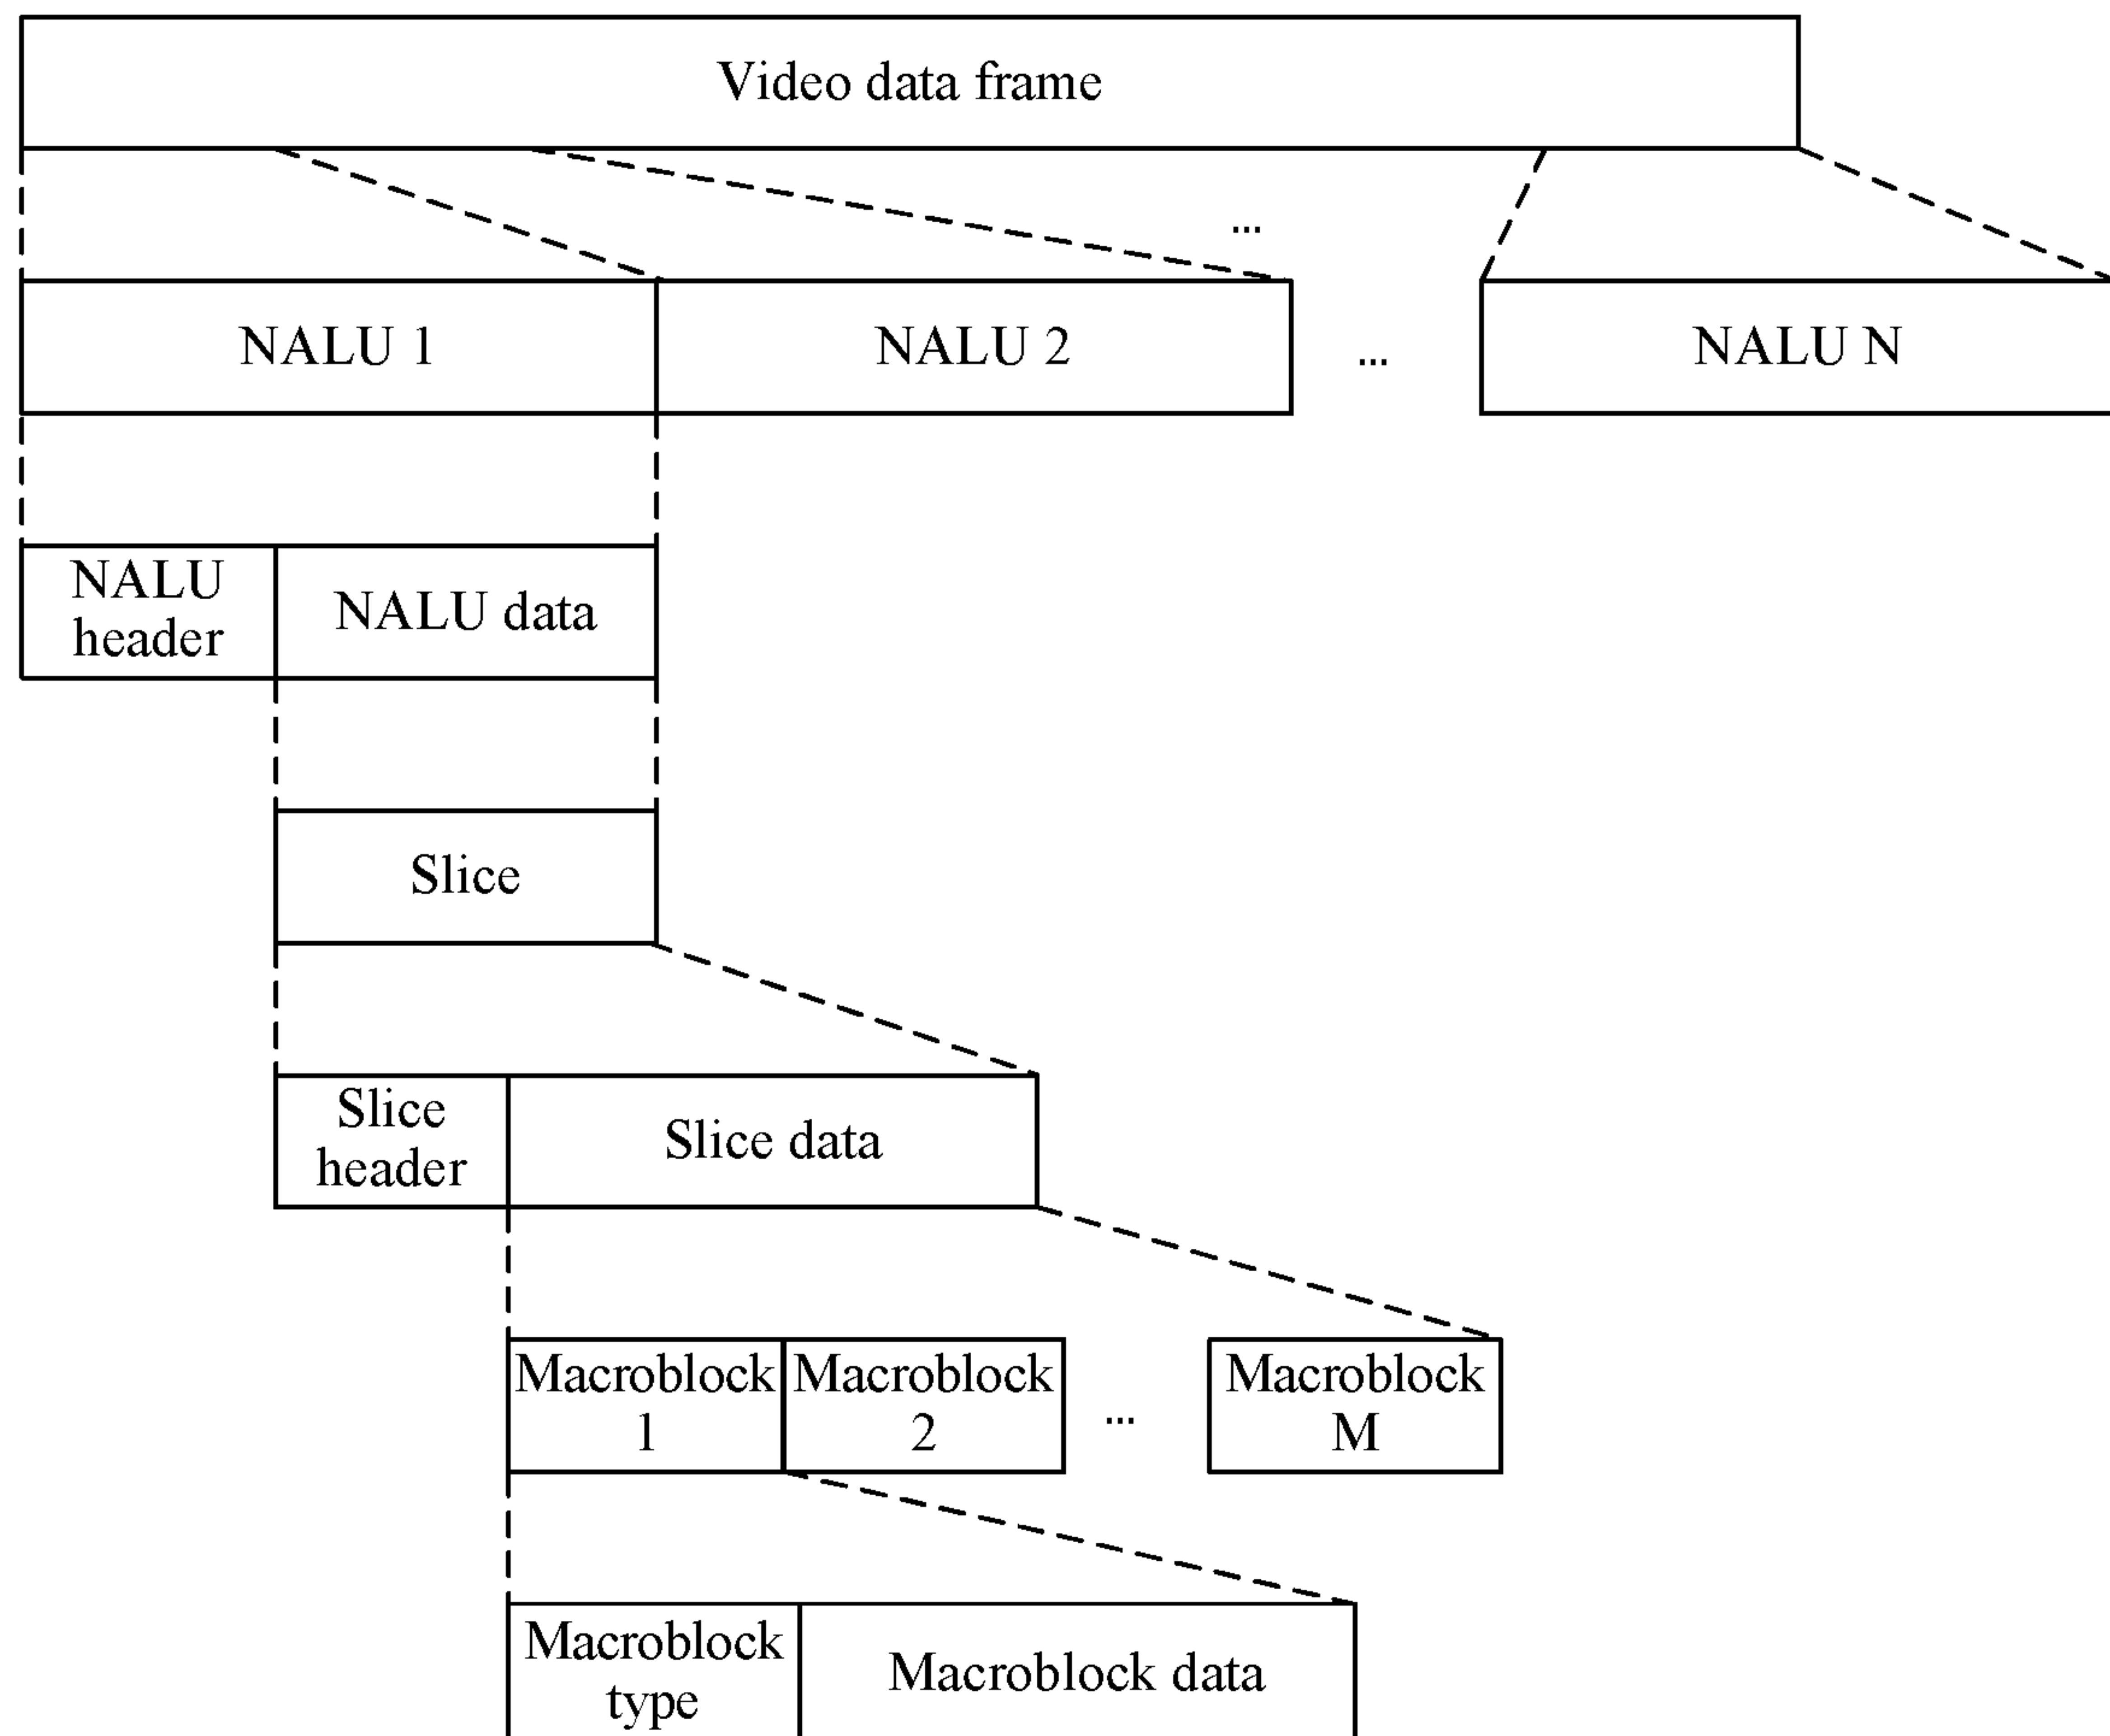 Video data frame
...
NALU 1
NALU 2
...
NALU N
NALU
header
NALU data
Slice
Slice
header
Slice data
Macroblock
1
Macroblock
2
...
Macroblock
M
Macroblock
type
Macroblock data